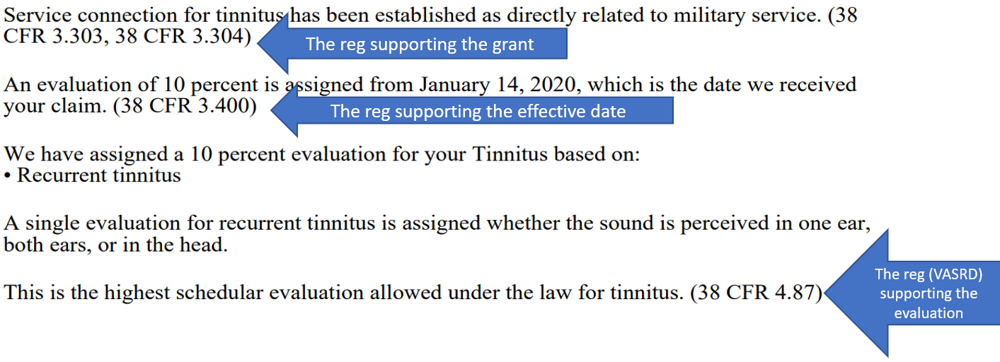 Service connection for tinnitus has been established as directly related to military service. (38
CFR 3.303, 38 CFR 3.304)
The reg supporting the grant
An evaluation of 10 percent is assigned from January 14, 2020, which is the date we received
your claim. (38 CFR 3.400)
The reg supporting the effective date
We have assigned a 10 percent evaluation for your Tinnitus based on:
• Recurrent tinnitus
A single evaluation for recurrent tinnitus is assigned whether the sound is perceived in one ear,
both ears, or in the head.
This is the highest schedular evaluation allowed under the law for tinnitus. (38 CFR 4.87)
The reg (VASRD)
supporting the
evaluation